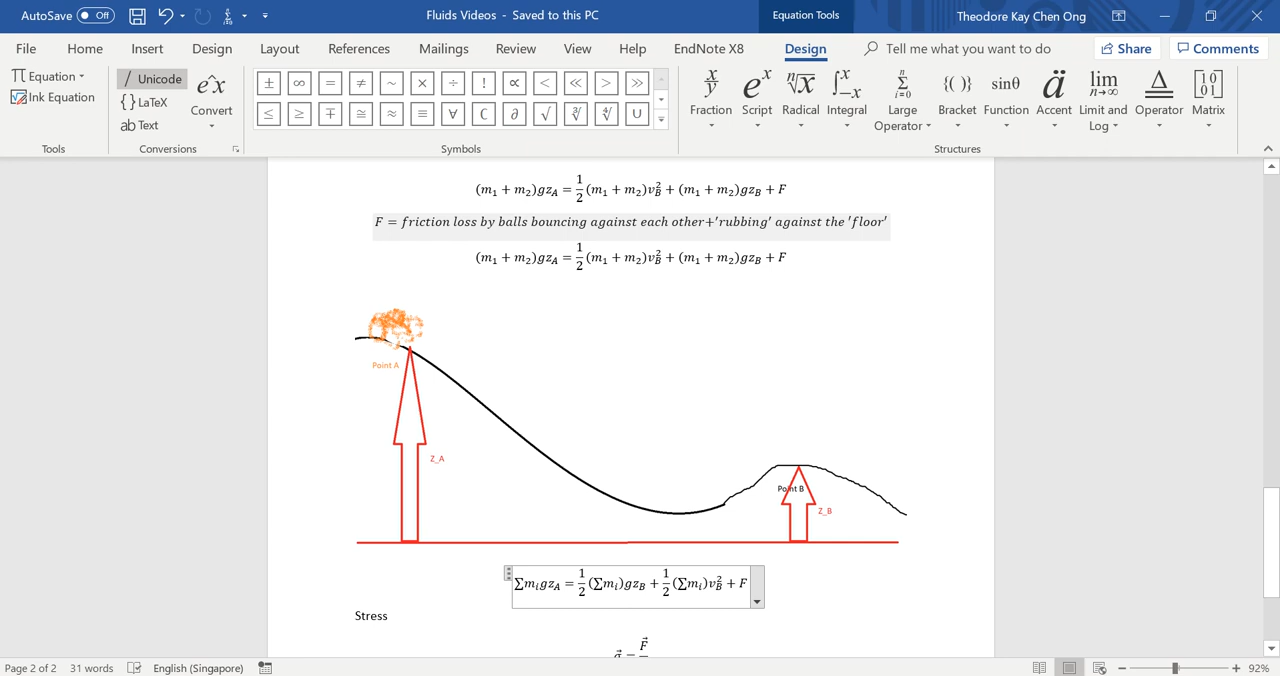 AutoSave Off
Fluids Videos - Saved to this PC
Equation Tools
Theodore Kay Chen Ong
File Home Insert Design Layout References Mailings Review View Help EndNote X8 Design Tell me what you want to do Share Comments
Equation
Ink Equation
Tools
Unicode
{} LaTeX
ab Text
Convert
Conversions
± ∞ = ≠ ~ × ÷ ! ∝ < ≪ > ≫
≤ ≥ ∓ ≅ ≈ ≡ ∀ ∁ ∂ √ ∛ ∜ ∪
Symbols
Fraction Script Radical Integral Large Operator Bracket Function Accent Limit and Log Operator Matrix
Structures
(m₁ + m₂)gz_A = 1/2 (m₁ + m₂)v_B² + (m₁ + m₂)gz_B + F
F = friction loss by balls bouncing against each other+'rubbing' against the 'floor'
(m₁ + m₂)gz_A = 1/2 (m₁ + m₂)v_B² + (m₁ + m₂)gz_B + F
Point A
Z_A
Point B
Z_B
∑m_i gz_A = 1/2 (∑m_i)gz_B + 1/2 (∑m_i)v_B² + F
Stress
Page 2 of 2 31 words English (Singapore) 92%